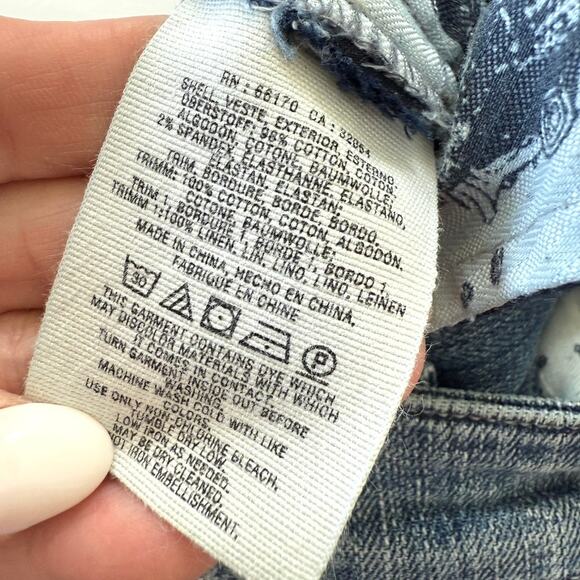 RN : 66170 CA : 32054
SHELL, VESTE, EXTERIOR, ESTERNO,
OBERSTOFF: 98% COTTON, COTON,
ALGODON, COTONE, BAUMWOLLE;
2% SPANDEX, ELASTHANNE, ELASTANO,
ELASTAN, ELASTAN;
TRIM, BORDURE, BORDE, BORDO,
TRIMM: 100% COTTON, COTON, ALGODON,
COTONE, BAUMWOLLE;
TRIM 1, BORDURE 1, BORDE 1, BORDO 1,
TRIMM 1:100% LINEN, LIN, LINO, LINO, LEINEN
MADE IN CHINA, HECHO EN CHINA,
FABRIQUE EN CHINE
30 P
THIS GARMENT CONTAINS DYE WHICH
MAY DISCOLOR MATERIALS WITH WHICH
IT COMES IN CONTACT
TURN GARMENT INSIDE OUT BEFORE
WASHING
MACHINE WASH COLD WITH LIKE
COLORS.
USE ONLY NON-CHLORINE BLEACH.
TUMBLE DRY LOW.
LOW IRON AS NEEDED.
MAY BE DRY CLEANED.
NOT IRON EMBELLISHMENT.